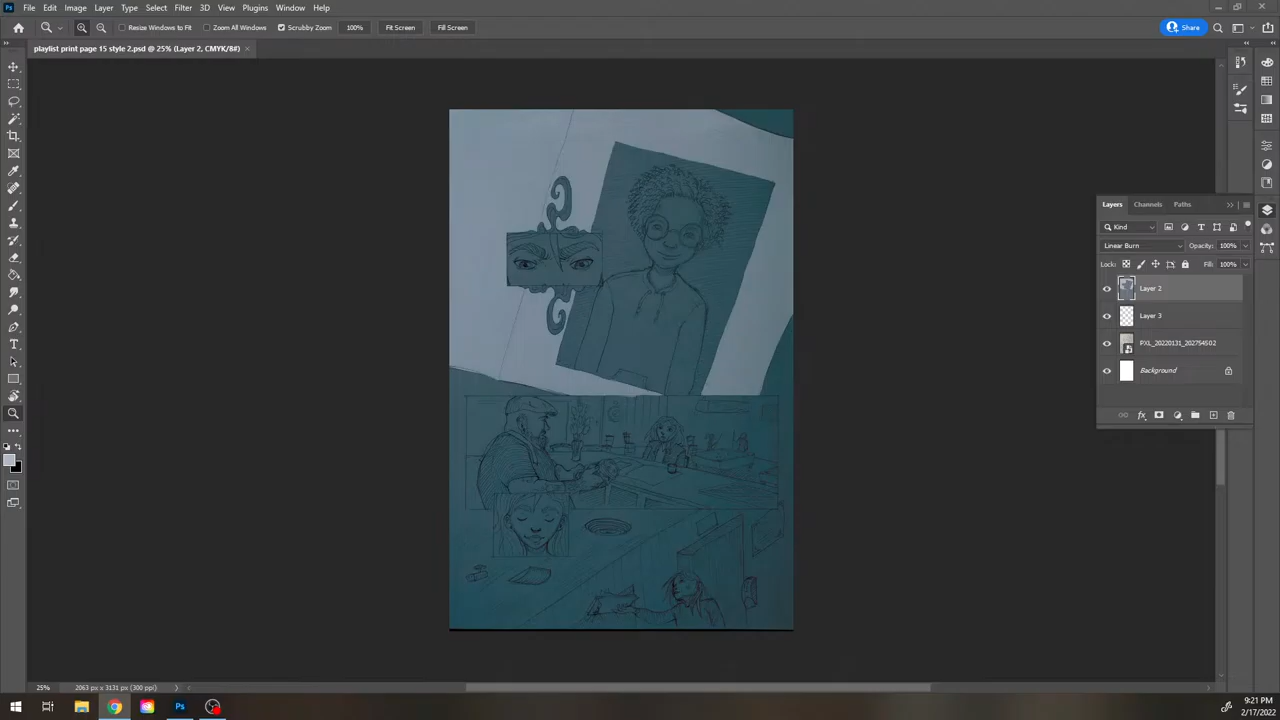 File Edit Image Layer Type Select Filter 3D View Plugins Window Help
Resize Windows to Fit Zoom All Windows Scrubby Zoom 100% Fit Screen Fill Screen Share
playlist print page 15 style 2.psd @ 25% (Layer 2, CMYK/8#)
Layers Channels Paths
Kind
Linear Burn Opacity: 100%
Lock: Fill: 100%
Layer 2
Layer 3
PXL_20220131_202754502
Background
25% 2063 px x 3131 px (300 ppi)
9:21 PM
2/17/2022